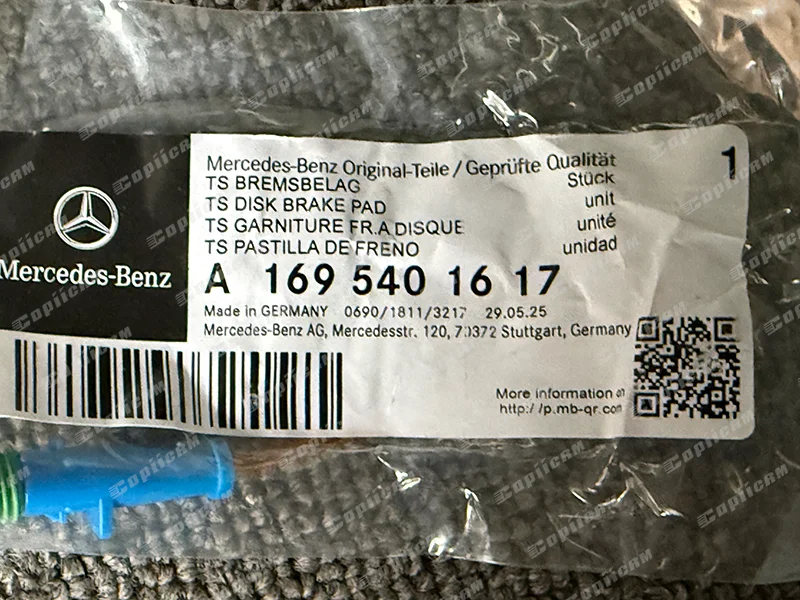 Mercedes-Benz
Mercedes-Benz Original-Teile / Geprüfte Qualität 1
TS BREMSBELAG Stück
TS DISK BRAKE PAD unit
TS GARNITURE FR.A DISQUE unité
TS PASTILLA DE FRENO unidad
A 169 540 16 17
Made in GERMANY 0690/1811/3217 29.05.25
Mercedes-Benz AG, Mercedesstr. 120, 70372 Stuttgart, Germany
More information on
http://p.mb-qr.com
CopiiCRM